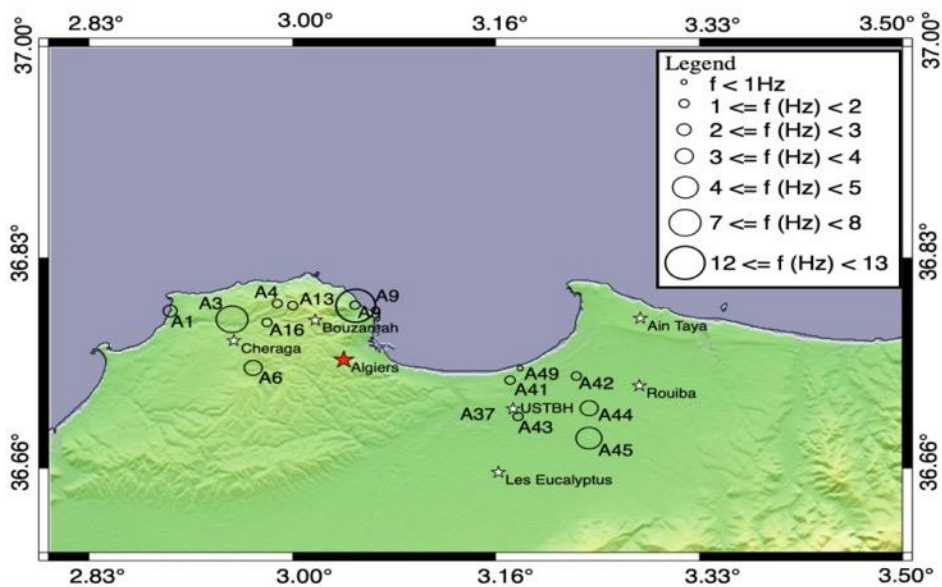 2.83° 3.00° 3.16° 3.33° 3.50°
37.00° 37.00°
Legend
f < 1Hz
1 <= f (Hz) < 2
2 <= f (Hz) < 3
3 <= f (Hz) < 4
4 <= f (Hz) < 5
7 <= f (Hz) < 8
12 <= f (Hz) < 13
36.83° 36.83°
A4 A13 A9
A3 A9
A1 A16 Bouzamah Ain Taya
Cheraga
A6 Algiers A49 A42 Rouiba
A41
A37 USTBH A44
A43
A45
36.66° 36.66°
Les Eucalyptus
2.83° 3.00° 3.16° 3.33° 3.50°